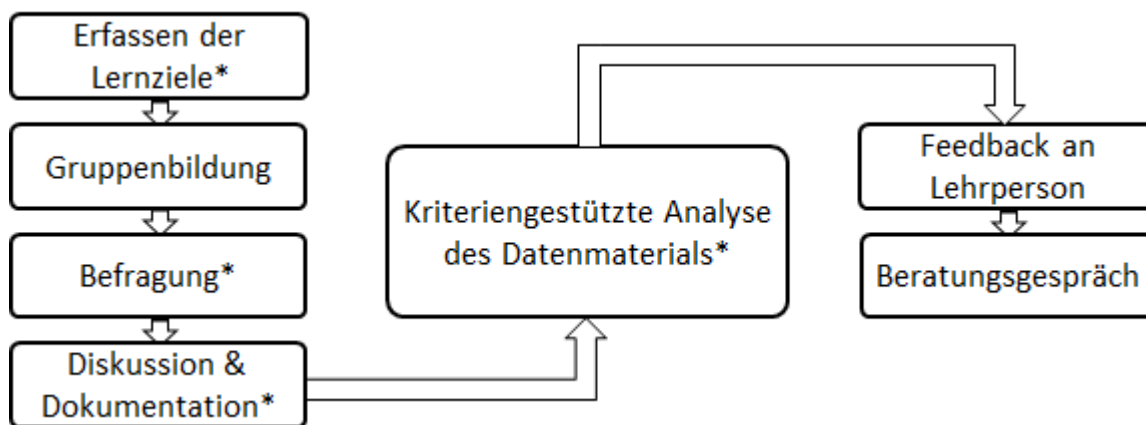 Erfassen der
Lernziele*
Gruppenbildung
Befragung*
Diskussion &
Dokumentation*
Kriteriengestützte Analyse
des Datenmaterials*
Feedback an
Lehrperson
Beratungsgespräch